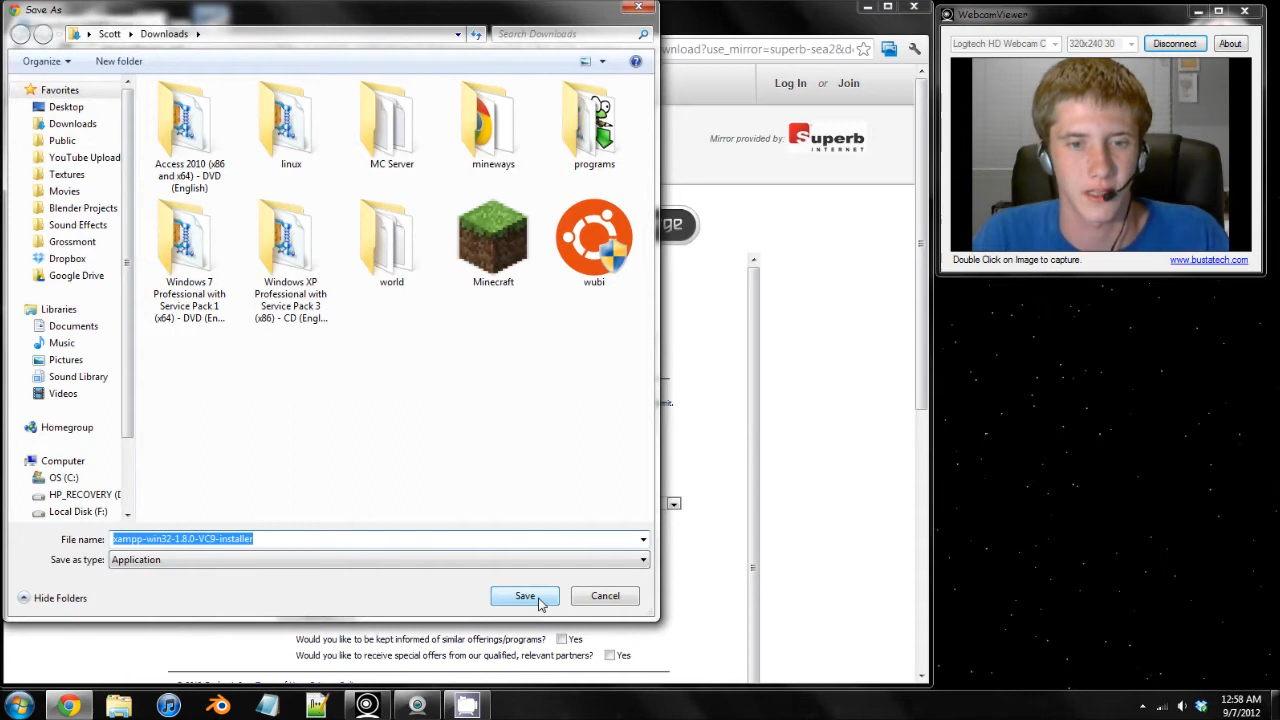 Save As
WebcamViewer
Scott
Downloads
Search Downloads
Logitech HD Webcam C
320x240 30
Disconnect
About
wnload?use_mirror=superb-sea2&d
Organize
New folder
Favorites
Desktop
Downloads
Public
YouTube Upload
Textures
Movies
Blender Projects
Sound Effects
Grossmont
Dropbox
Google Drive
Libraries
Documents
Music
Pictures
Sound Library
Videos
Homegroup
Computer
OS (C:)
HP_RECOVERY (D
Local Disk (F:)
Access 2010 (x86
and x64) - DVD
(English)
linux
MC Server
mineways
programs
Windows 7
Professional with
Service Pack 1
(x64) - DVD (En...
Windows XP
Professional with
Service Pack 3
(x86) - CD (Engl...
world
Minecraft
wubi
Log In or Join
Mirror provided by:
Superb
INTERNET
ge
mit.
Double Click on Image to capture.
www.bustatech.com
File name:
xampp-win32-1.8.0-VC9-installer
Save as type:
Application
Hide Folders
Save
Cancel
Would you like to be kept informed of similar offerings/programs? Yes
Would you like to receive special offers from our qualified, relevant partners? Yes
12:58 AM
9/7/2012